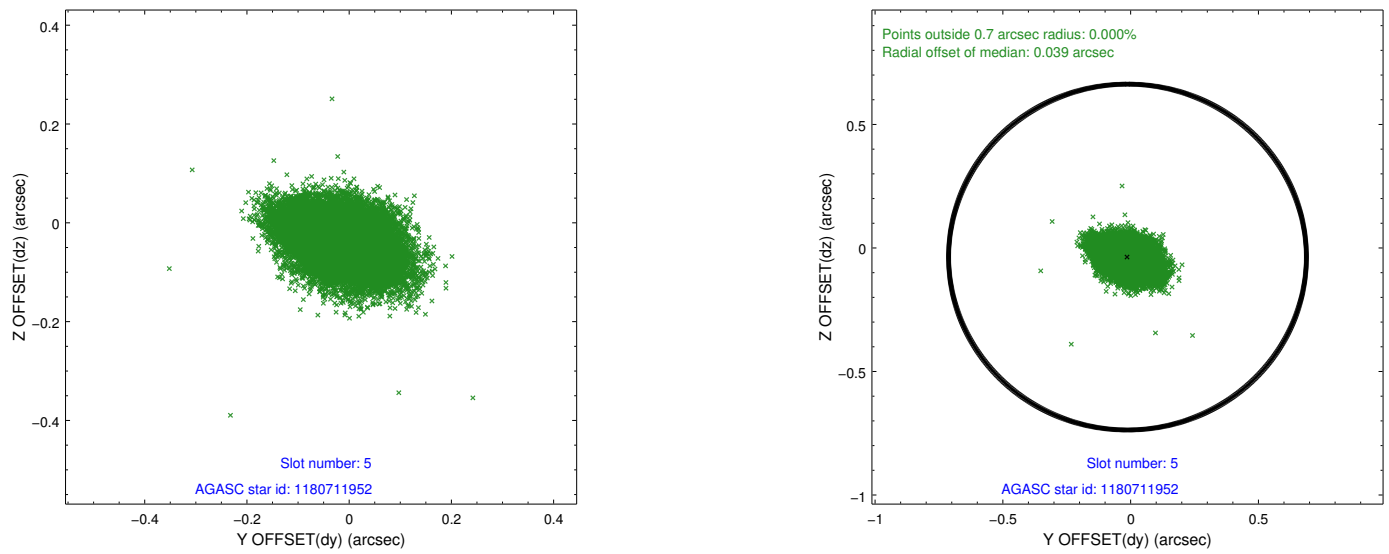 0.4
0.2
0
−0.2
−0.4
−0.4
−0.2
0
0.2
0.4
Z OFFSET(dz) (arcsec)
Y OFFSET(dy) (arcsec)
Slot number: 5
AGASC star id: 1180711952
Points outside 0.7 arcsec radius: 0.000%
Radial offset of median: 0.039 arcsec
0.5
0
−0.5
−1
−1
−0.5
0
0.5
Z OFFSET(dz) (arcsec)
Y OFFSET(dy) (arcsec)
Slot number: 5
AGASC star id: 1180711952